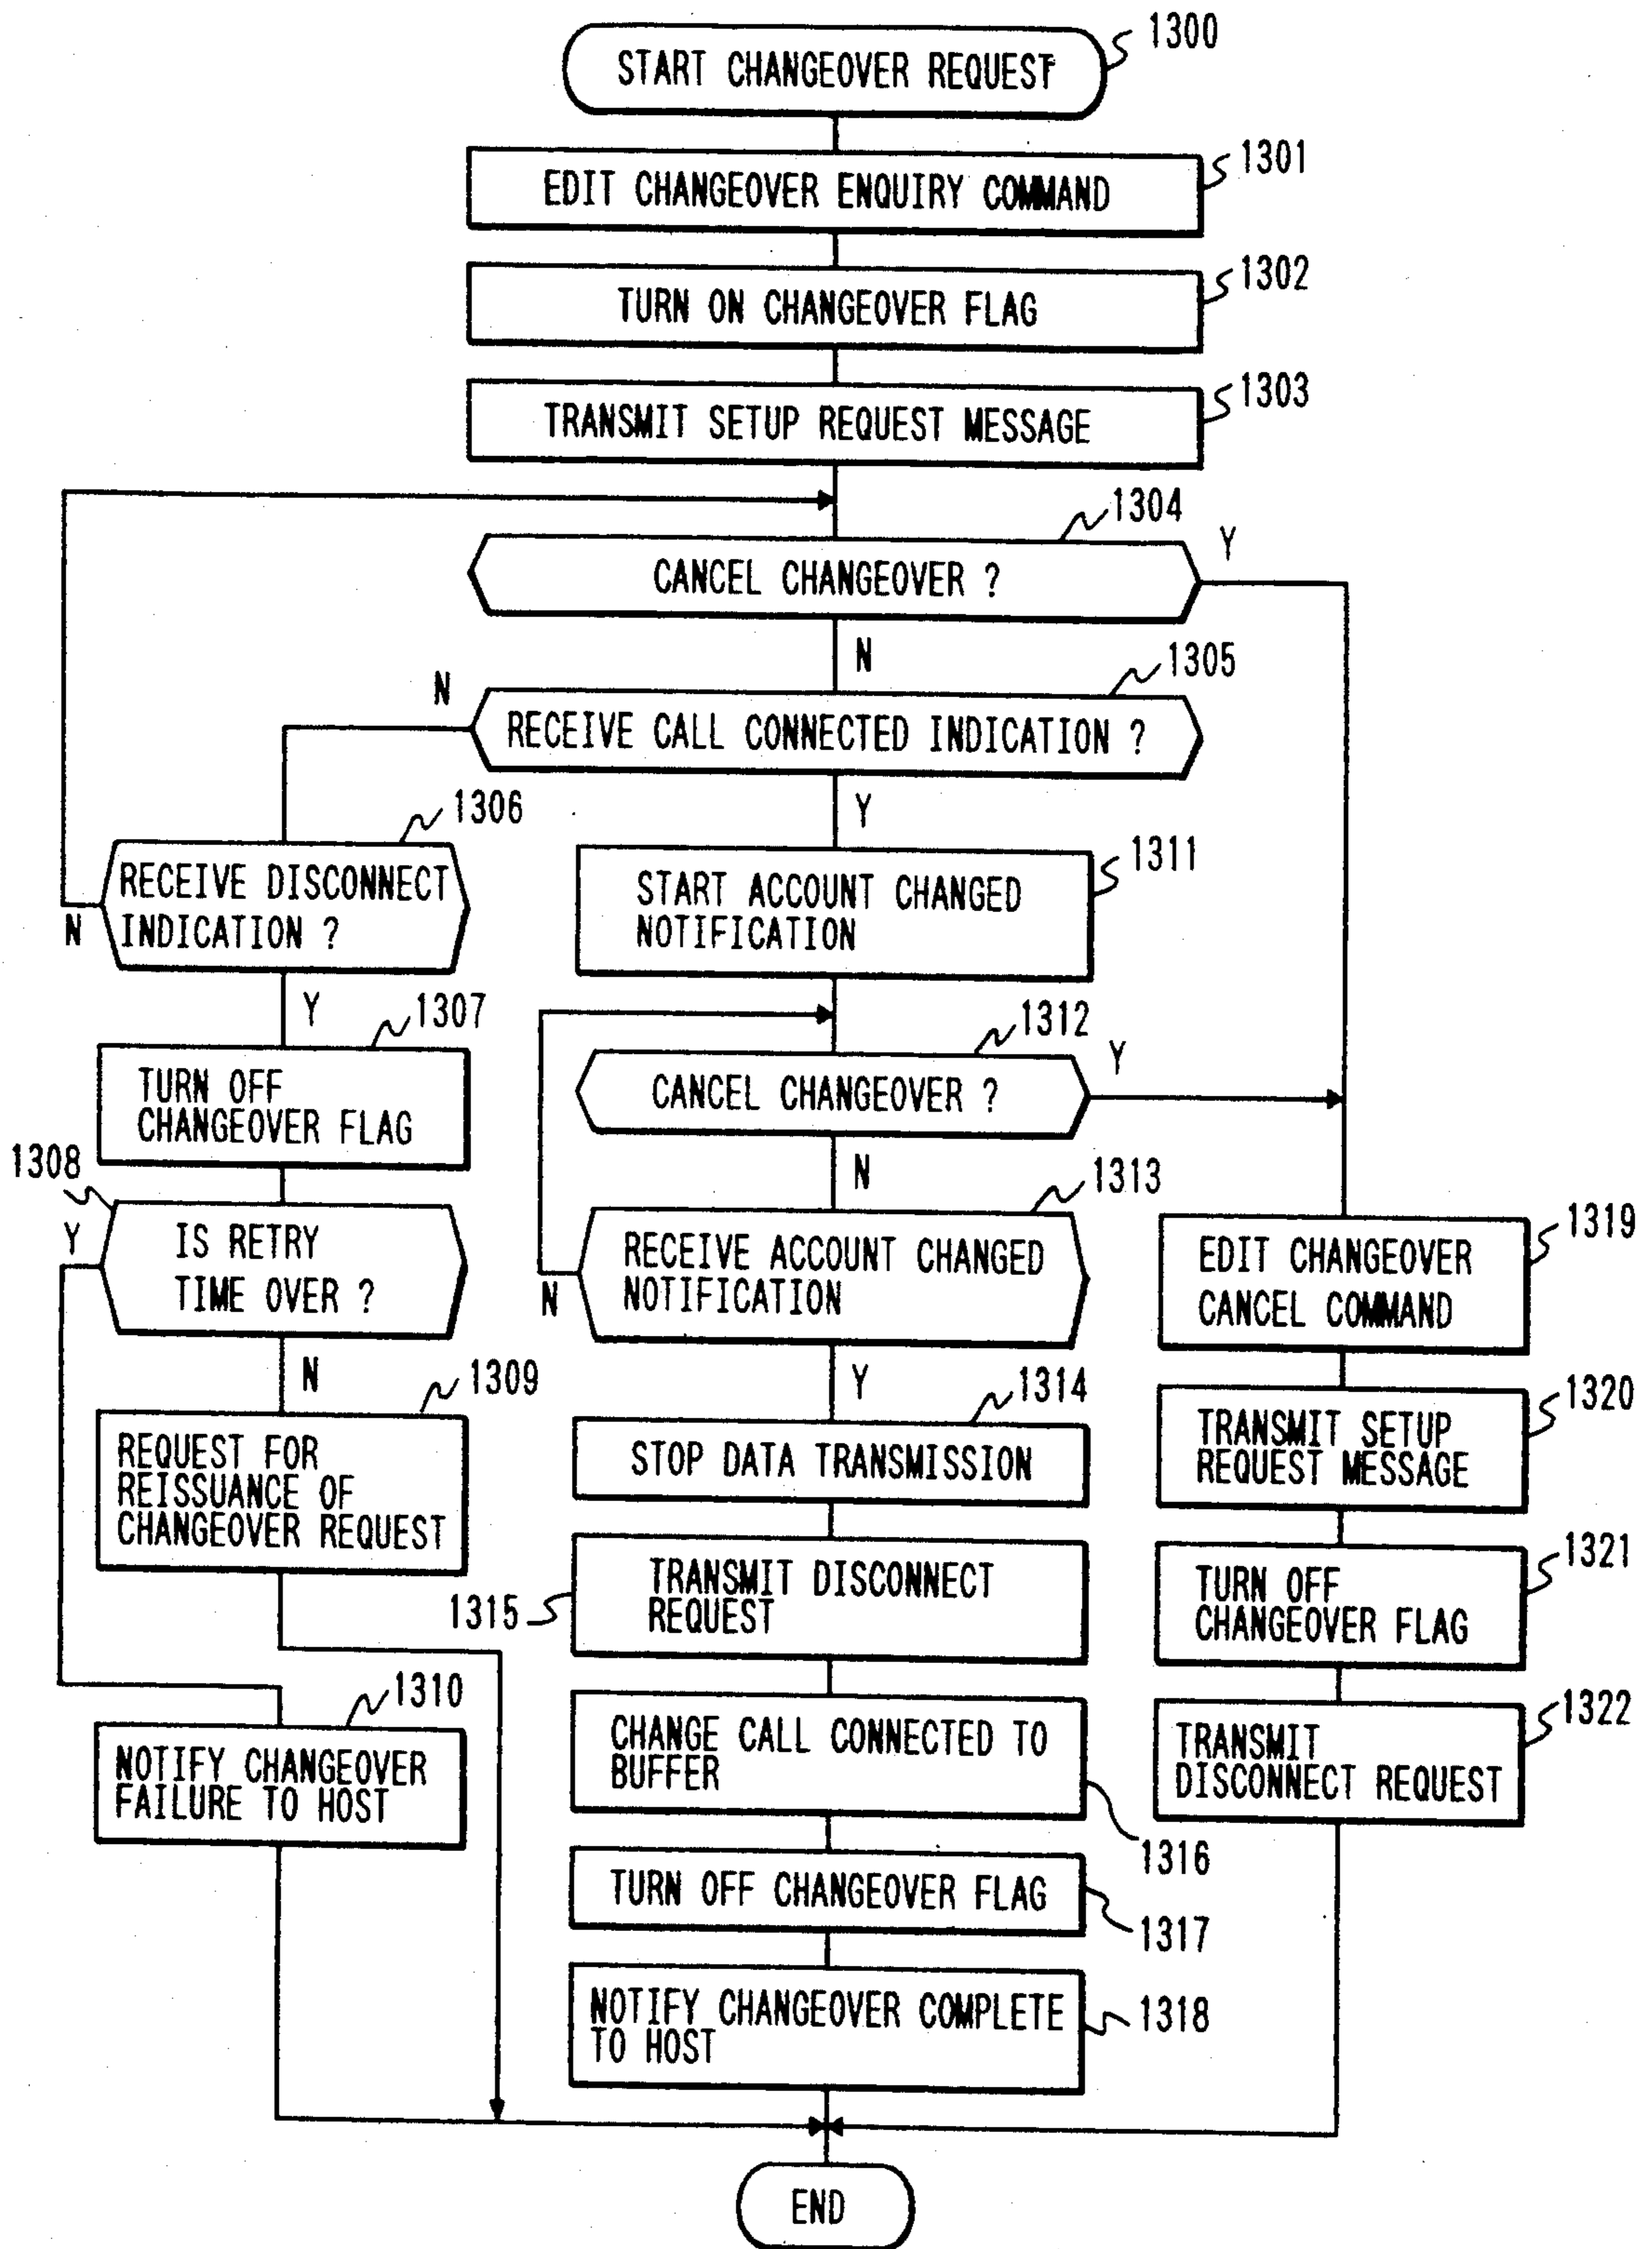 START CHANGEOVER REQUEST
1300
EDIT CHANGEOVER ENQUIRY COMMAND
1301
TURN ON CHANGEOVER FLAG
1302
TRANSMIT SETUP REQUEST MESSAGE
1303
1304
CANCEL CHANGEOVER ?
Y
N
1305
N
RECEIVE CALL CONNECTED INDICATION ?
Y
1306
RECEIVE DISCONNECT
INDICATION ?
N
Y
1311
START ACCOUNT CHANGED
NOTIFICATION
1307
TURN OFF
CHANGEOVER FLAG
1312
CANCEL CHANGEOVER ?
Y
N
1308
Y
IS RETRY
TIME OVER ?
N
1313
RECEIVE ACCOUNT CHANGED
NOTIFICATION
N
Y
1319
EDIT CHANGEOVER
CANCEL COMMAND
1309
REQUEST FOR
REISSUANCE OF
CHANGEOVER REQUEST
1314
STOP DATA TRANSMISSION
1320
TRANSMIT SETUP
REQUEST MESSAGE
1315
TRANSMIT DISCONNECT
REQUEST
1321
TURN OFF
CHANGEOVER FLAG
1310
NOTIFY CHANGEOVER
FAILURE TO HOST
CHANGE CALL CONNECTED TO
BUFFER
1316
1322
TRANSMIT
DISCONNECT REQUEST
TURN OFF CHANGEOVER FLAG
1317
NOTIFY CHANGEOVER COMPLETE
TO HOST
1318
END